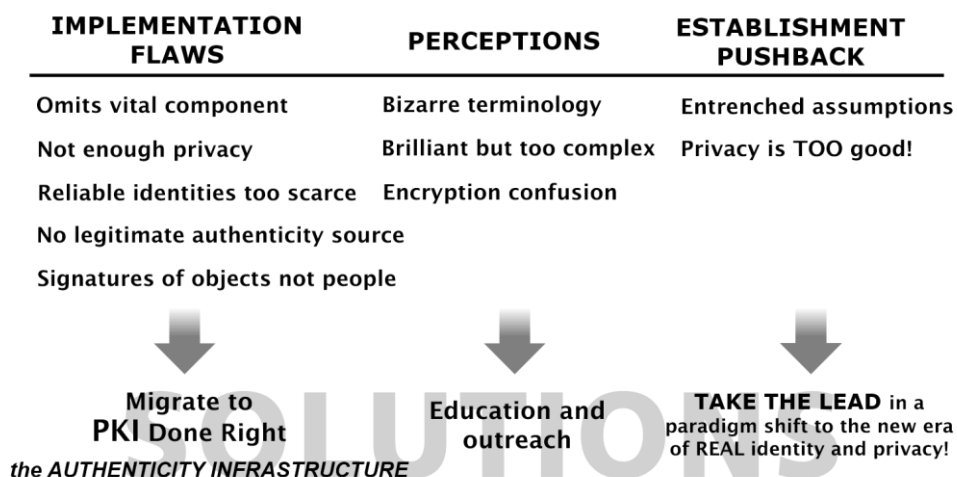 IMPLEMENTATION
FLAWS
Omits vital component
Not enough privacy
Reliable identities too scarce
No legitimate authenticity source
Signatures of objects not people
PERCEPTIONS
Bizarre terminology
Brilliant but too complex
Encryption confusion
ESTABLISHMENT
PUSHBACK
Entrenched assumptions
Privacy is TOO good!
SOLUTIONS
Migrate to
PKI Done Right
the AUTHENTICITY INFRASTRUCTURE
Education and
outreach
TAKE THE LEAD in a
paradigm shift to the new era
of REAL identity and privacy!